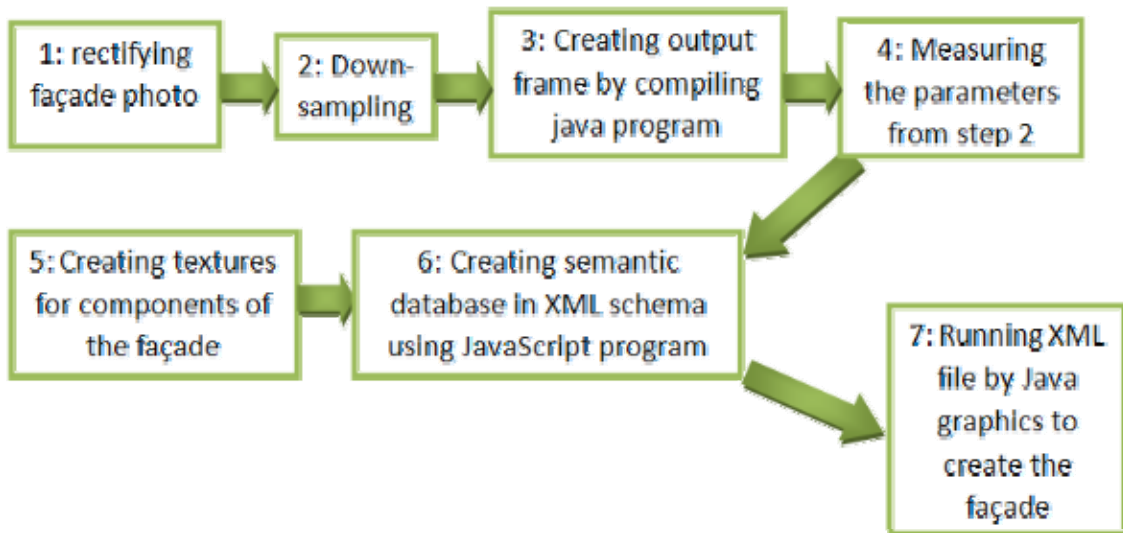 1: rectifying
façade photo
2: Down-
sampling
3: Creating output
frame by compiling
java program
4: Measuring
the parameters
from step 2
5: Creating textures
for components of
the façade
6: Creating semantic
database in XML schema
using JavaScript program
7: Running XML
file by Java
graphics to
create the
façade